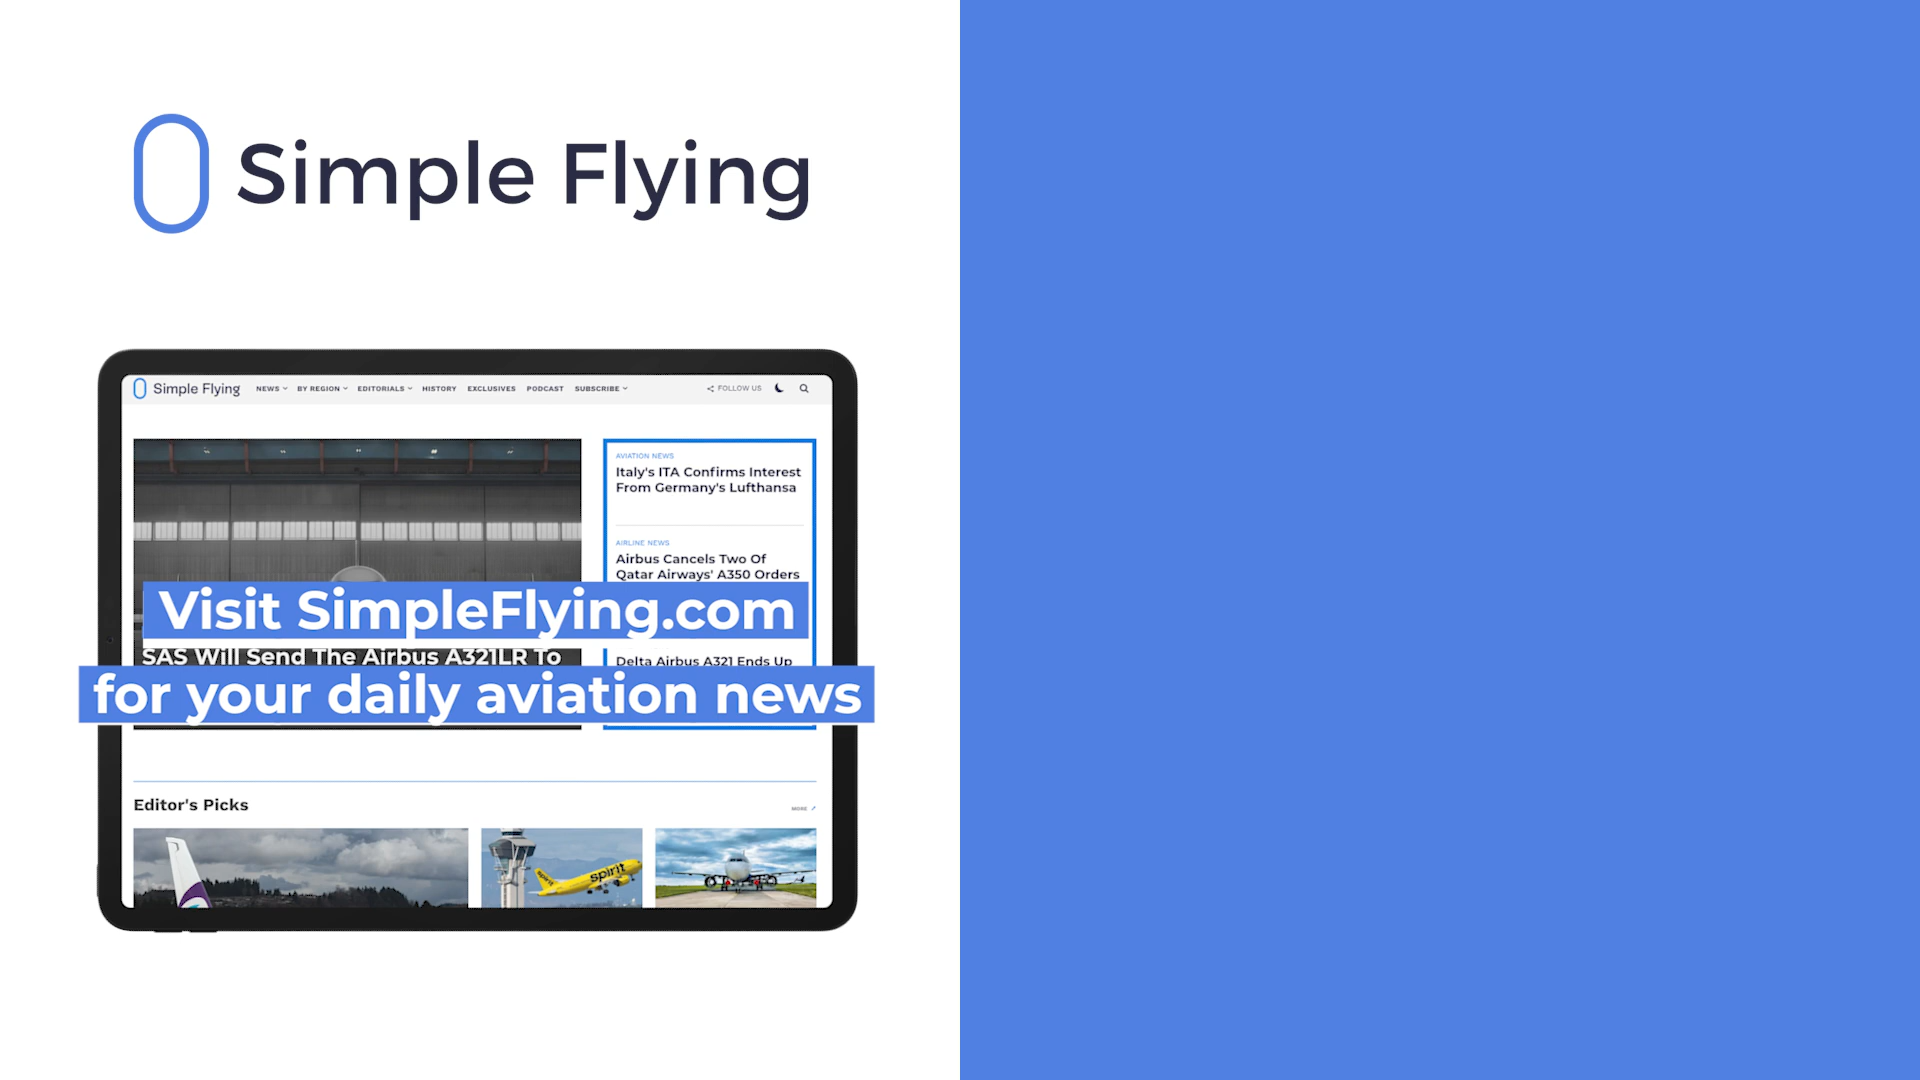 Simple Flying
Simple Flying NEWS BY REGION EDITORIALS HISTORY EXCLUSIVES PODCAST SUBSCRIBE FOLLOW US
AVIATION NEWS
Italy's ITA Confirms Interest
From Germany's Lufthansa
AIRLINE NEWS
Airbus Cancels Two Of
Qatar Airways' A350 Orders
Visit SimpleFlying.com
SAS Will Send The Airbus A321LR To
Delta Airbus A321 Ends Up
for your daily aviation news
Editor's Picks
MORE
spirit
spirit